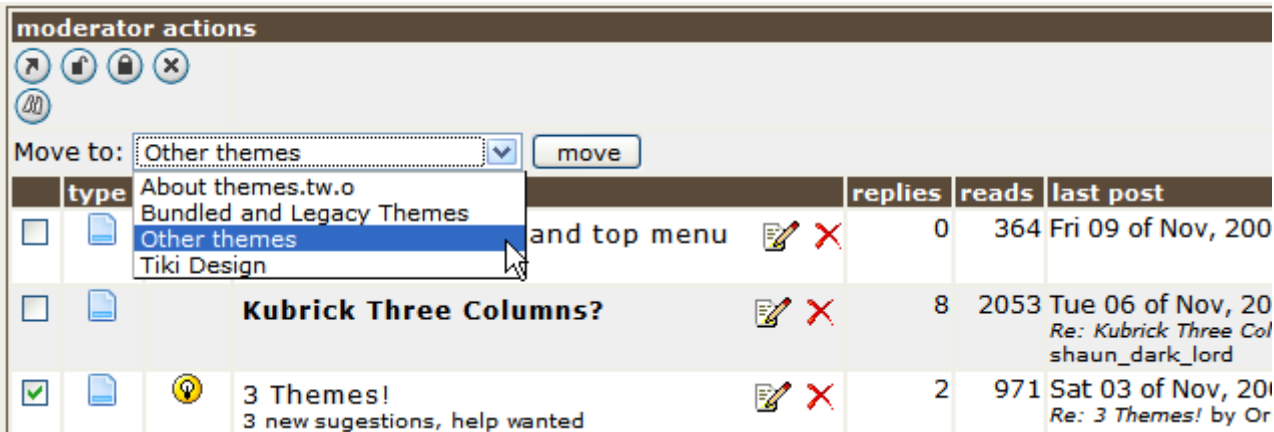 moderator actions
Move to: Other themes move
About themes.tw.o
Bundled and Legacy Themes
Other themes
Tiki Design
type replies reads last post
and top menu 0 364 Fri 09 of Nov, 200
Kubrick Three Columns? 8 2053 Tue 06 of Nov, 20
Re: Kubrick Three Col
shaun_dark_lord
3 Themes! 2 971 Sat 03 of Nov, 200
3 new sugestions, help wanted
Re: 3 Themes! by Or